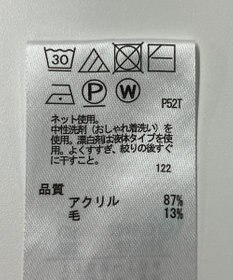 30
P W P52T
ネット使用。
中性洗剤（おしゃれ着洗い）を
使用。漂白剤は液体タイプを使
用。よくすすぎ、絞りの後すぐ
に干すこと。
122
品質
アクリル 87%
毛 13%